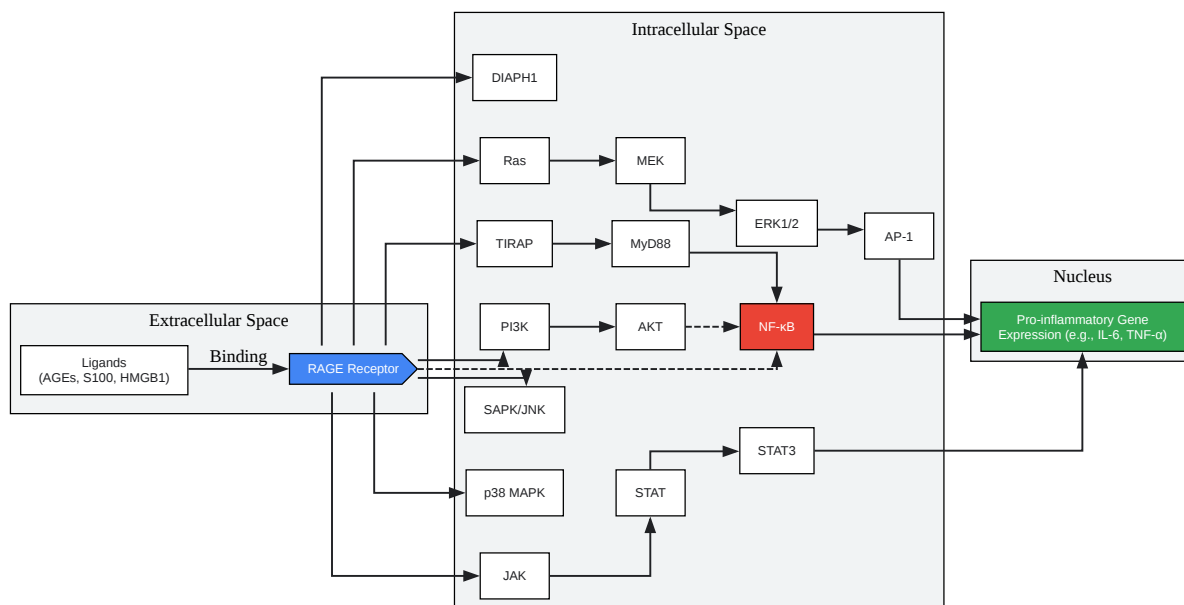 Intracellular Space
DIAPH1
Ras
MEK
ERK1/2
AP-1
TIRAP
MyD88
Nucleus
Pro-inflammatory Gene
Expression (e.g., IL-6, TNF-α)
Extracellular Space
PI3K
AKT
NF-κB
Ligands
(AGEs, S100, HMGB1)
Binding
RAGE Receptor
SAPK/JNK
STAT3
p38 MAPK
STAT
JAK